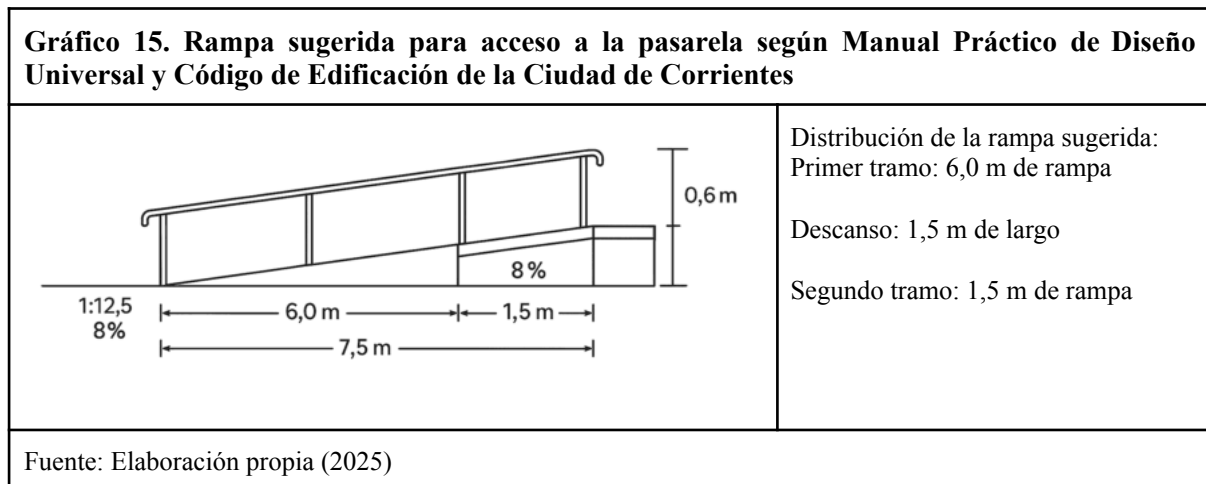 Gráfico 15. Rampa sugerida para acceso a la pasarela según Manual Práctico de Diseño
Universal y Código de Edificación de la Ciudad de Corrientes
0,6 m
8 %
1:12,5
8%
6,0 m
1,5 m
7,5 m
Distribución de la rampa sugerida:
Primer tramo: 6,0 m de rampa
Descanso: 1,5 m de largo
Segundo tramo: 1,5 m de rampa
Fuente: Elaboración propia (2025)